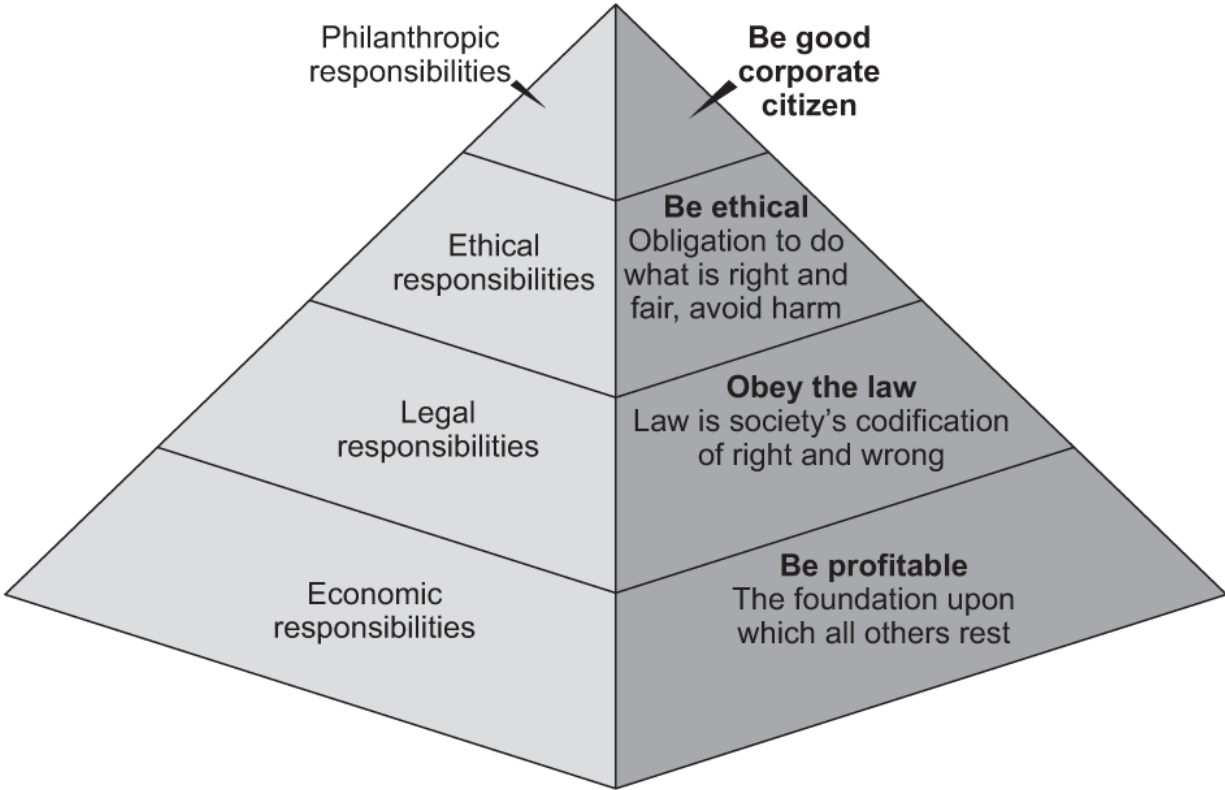 Philanthropic
responsibilities
Be good
corporate
citizen
Ethical
responsibilities
Be ethical
Obligation to do
what is right and
fair, avoid harm
Legal
responsibilities
Obey the law
Law is society’s codification
of right and wrong
Economic
responsibilities
Be profitable
The foundation upon
which all others rest